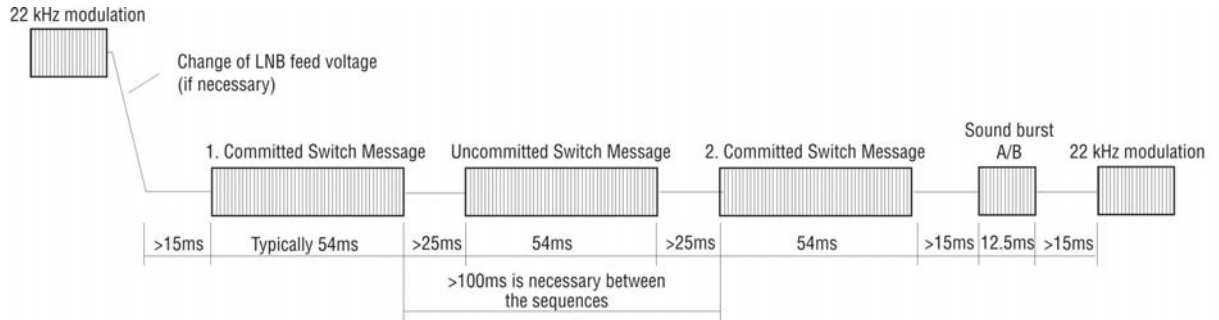 22 kHz modulation
Change of LNB feed voltage
(if necessary)
1. Committed Switch Message
Uncommitted Switch Message
2. Committed Switch Message
Sound burst
A/B
22 kHz modulation
>15ms
Typically 54ms
>25ms
54ms
>25ms
54ms
>15ms
12.5ms
>15ms
>100ms is necessary between
the sequences